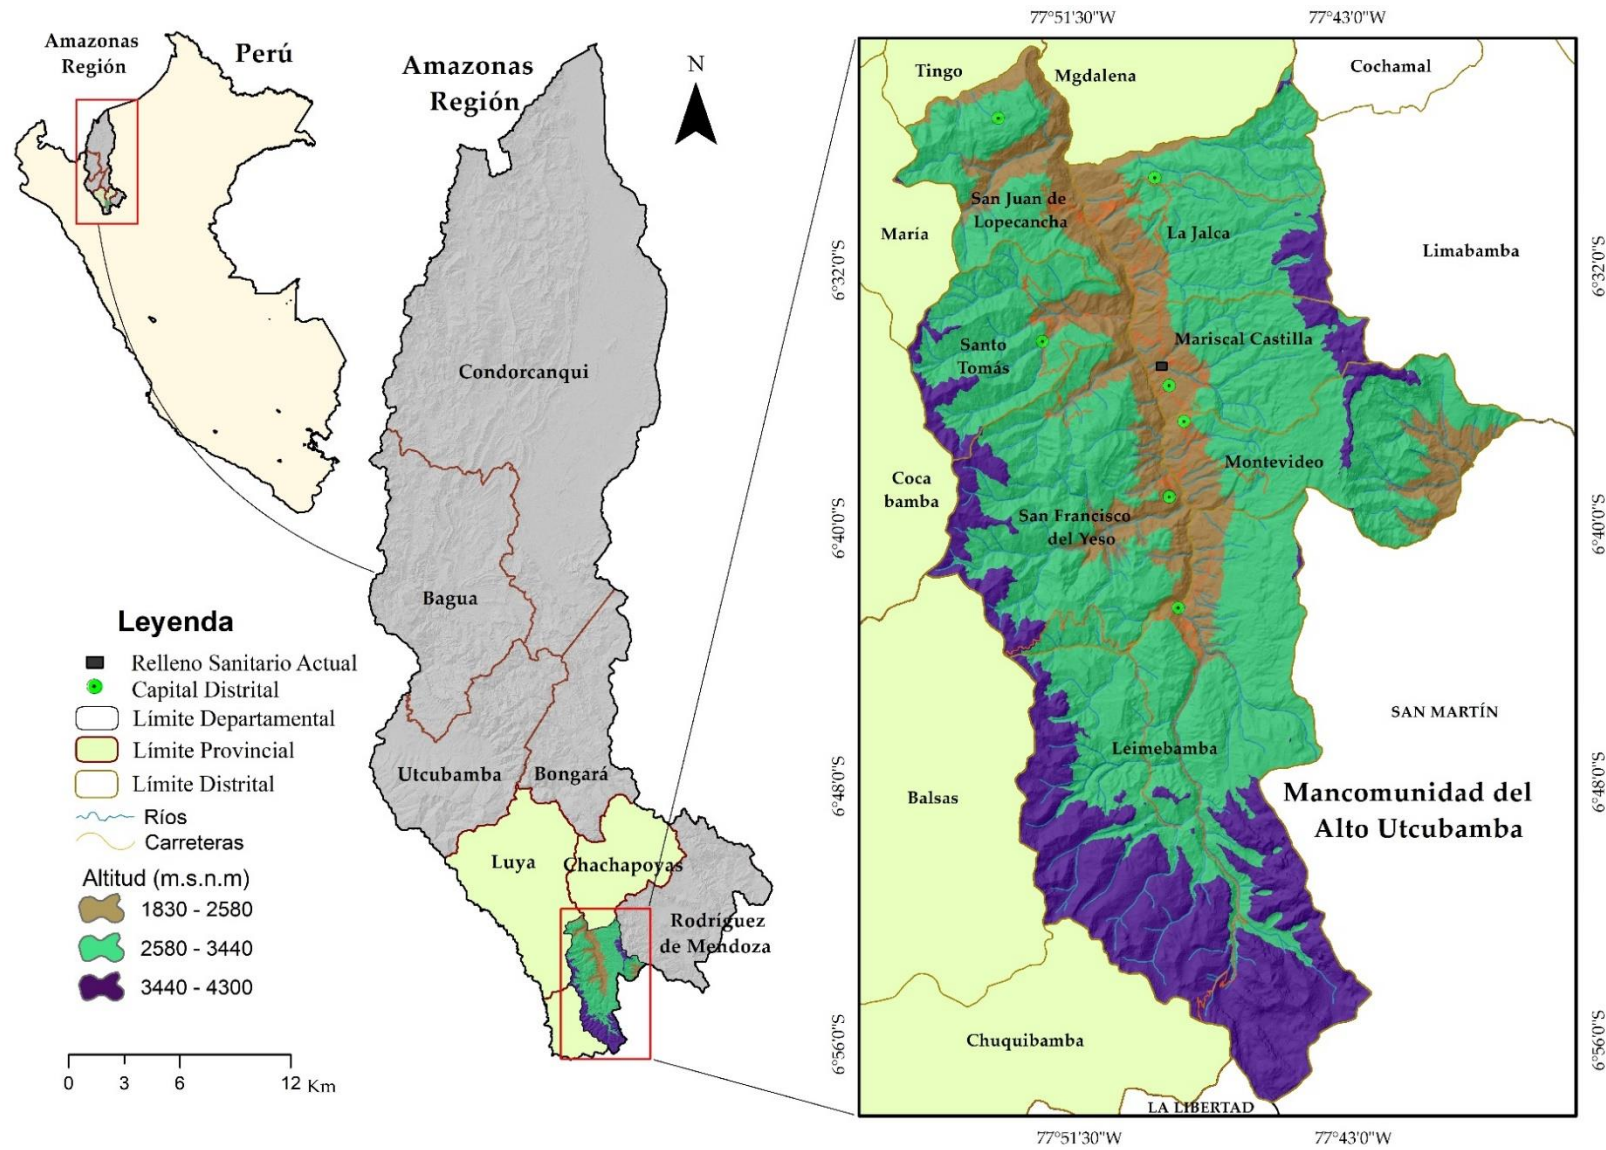 Amazonas
Región
Perú
Amazonas
Región
N
Condorcanqui
Bagua
Utcubamba
Bongará
Luya
Chachapoyas
Rodríguez
de Mendoza
Leyenda
Relleno Sanitario Actual
Capital Distrital
Límite Departamental
Límite Provincial
Límite Distrital
Ríos
Carreteras
Altitud (m.s.n.m)
1830 - 2580
2580 - 3440
3440 - 4300
0 3 6 12 Km
77°51'30"W 77°43'0"W
Tingo
Mgdalena
Cochamal
San Juan de
Lopecancha
María
La Jalca
Limabamba
6°32'0"S 6°32'0"S
Santo
Tomás
Mariscal Castilla
Coca
bamba
Montevideo
San Francisco
del Yeso
6°40'0"S 6°40'0"S
SAN MARTÍN
Leimebamba
Balsas
Mancomunidad del
Alto Utcubamba
6°48'0"S 6°48'0"S
Chuquibamba
6°56'0"S 6°56'0"S
LA LIBERTAD
77°51'30"W 77°43'0"W